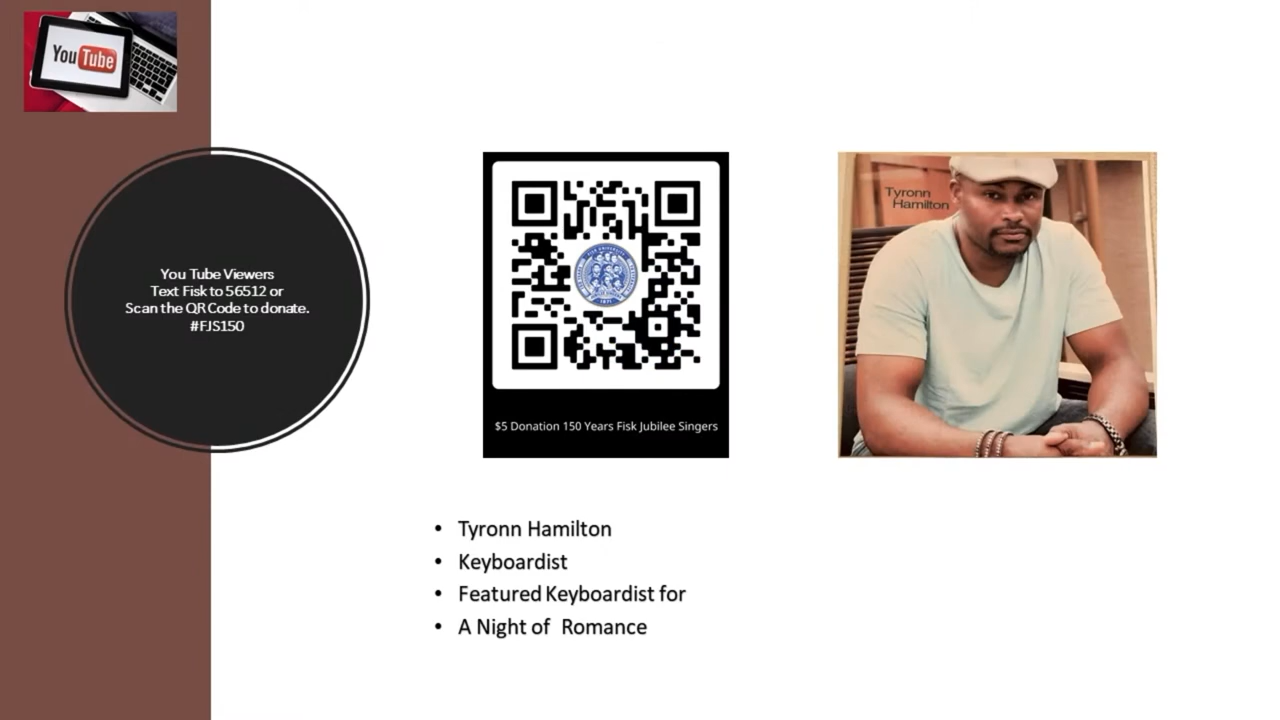 You Tube
You Tube Viewers
Text Fisk to 56512 or
Scan the QR Code to donate.
#FJS150
$5 Donation 150 Years Fisk Jubilee Singers
Tyronn
Hamilton
• Tyronn Hamilton
• Keyboardist
• Featured Keyboardist for
• A Night of Romance